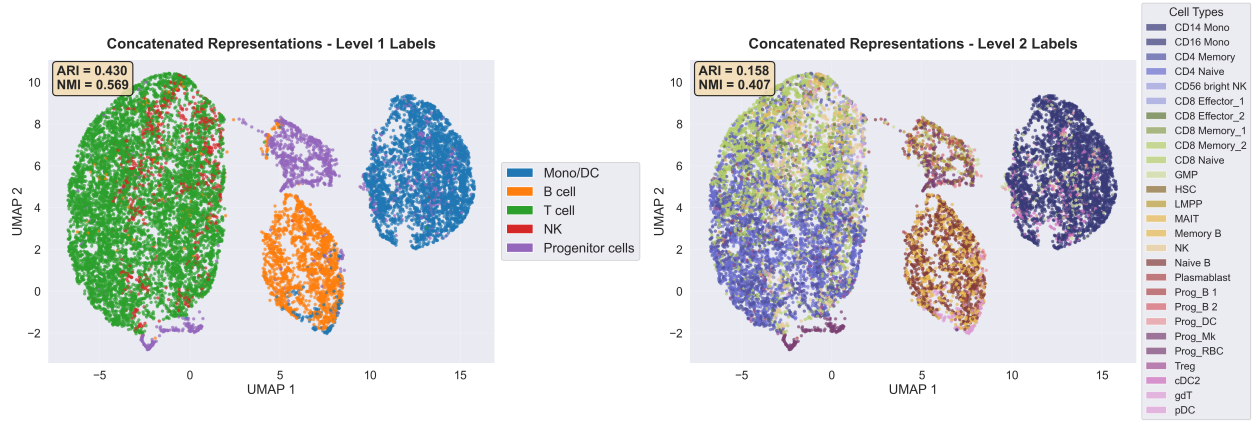 Concatenated Representations - Level 1 Labels
ARI = 0.430
NMI = 0.569
UMAP 2
10
8
6
4
2
0
−2
−5
0
5
10
15
UMAP 1
Mono/DC
B cell
T cell
NK
Progenitor cells
Concatenated Representations - Level 2 Labels
ARI = 0.158
NMI = 0.407
UMAP 2
10
8
6
4
2
0
−2
−5
0
5
10
15
UMAP 1
Cell Types
CD14 Mono
CD16 Mono
CD4 Memory
CD4 Naive
CD56 bright NK
CD8 Effector_1
CD8 Effector_2
CD8 Memory_1
CD8 Memory_2
CD8 Naive
GMP
HSC
LMPP
MAIT
Memory B
NK
Naive B
Plasmablast
Prog_B 1
Prog_B 2
Prog_DC
Prog_Mk
Prog_RBC
Treg
cDC2
gdT
pDC